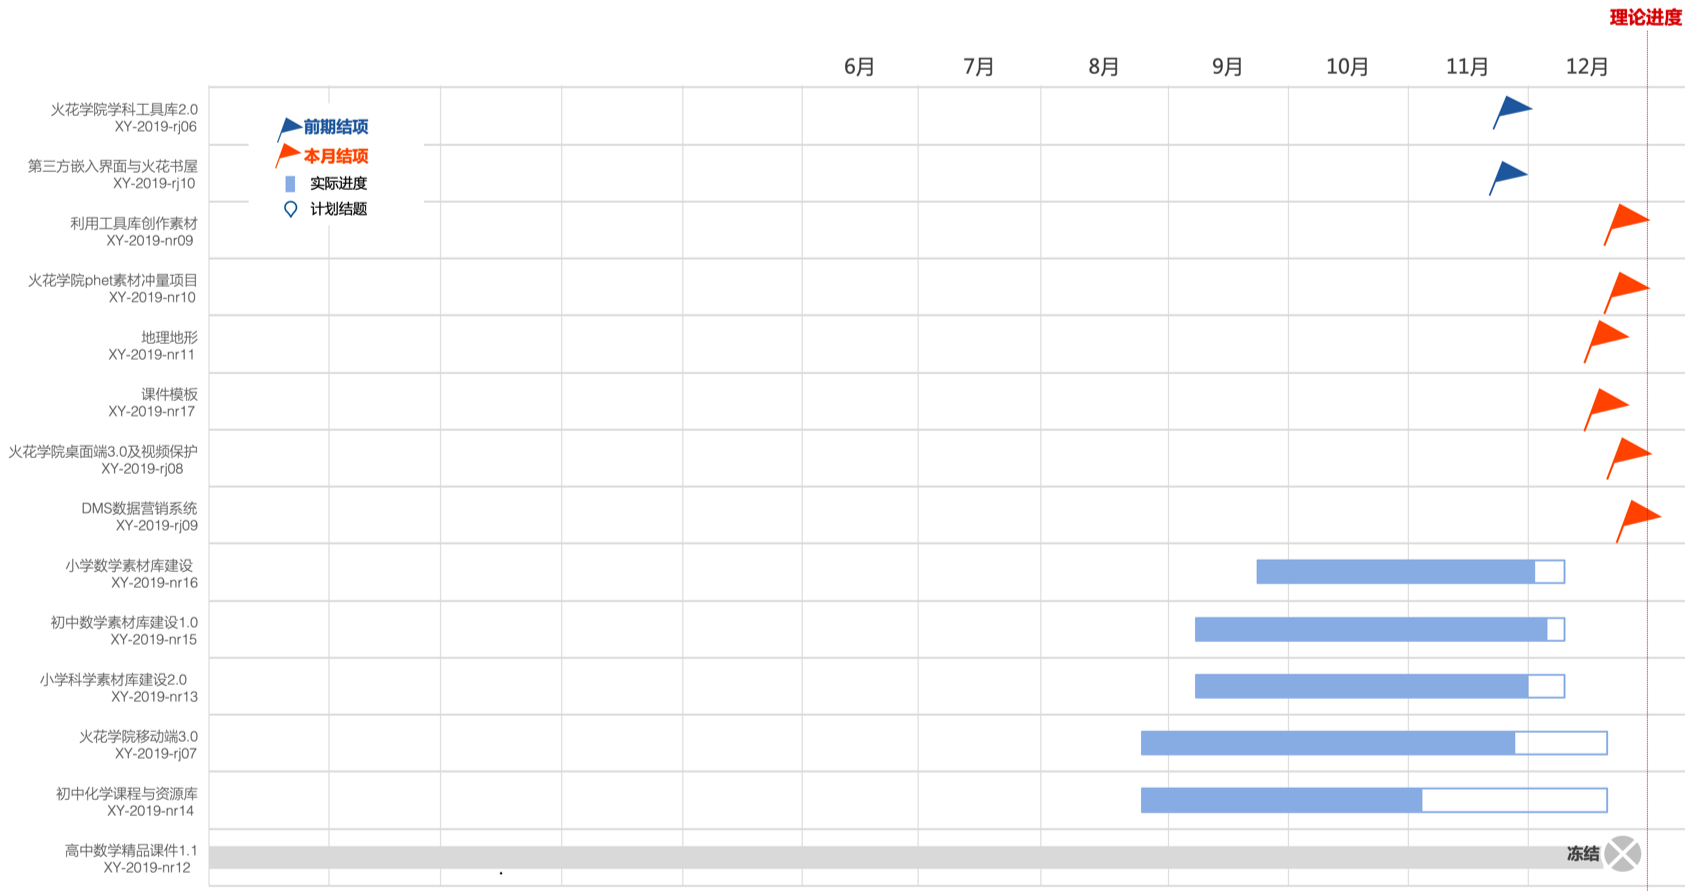 理论进度
6月 7月 8月 9月 10月 11月 12月
火花学院学科工具库2.0
XY-2019-rj06
前期结项
本月结项
第三方嵌入界面与火花书屋
XY-2019-rj10
实际进度
计划结题
利用工具库创作素材
XY-2019-nr09
火花学院phet素材冲量项目
XY-2019-nr10
地理地形
XY-2019-nr11
课件模板
XY-2019-nr17
火花学院桌面端3.0及视频保护
XY-2019-rj08
DMS数据营销系统
XY-2019-rj09
小学数学素材库建设
XY-2019-nr16
初中数学素材库建设1.0
XY-2019-nr15
小学科学素材库建设2.0
XY-2019-nr13
火花学院移动端3.0
XY-2019-rj07
初中化学课程与资源库
XY-2019-nr14
高中数学精品课件1.1
XY-2019-nr12
冻结